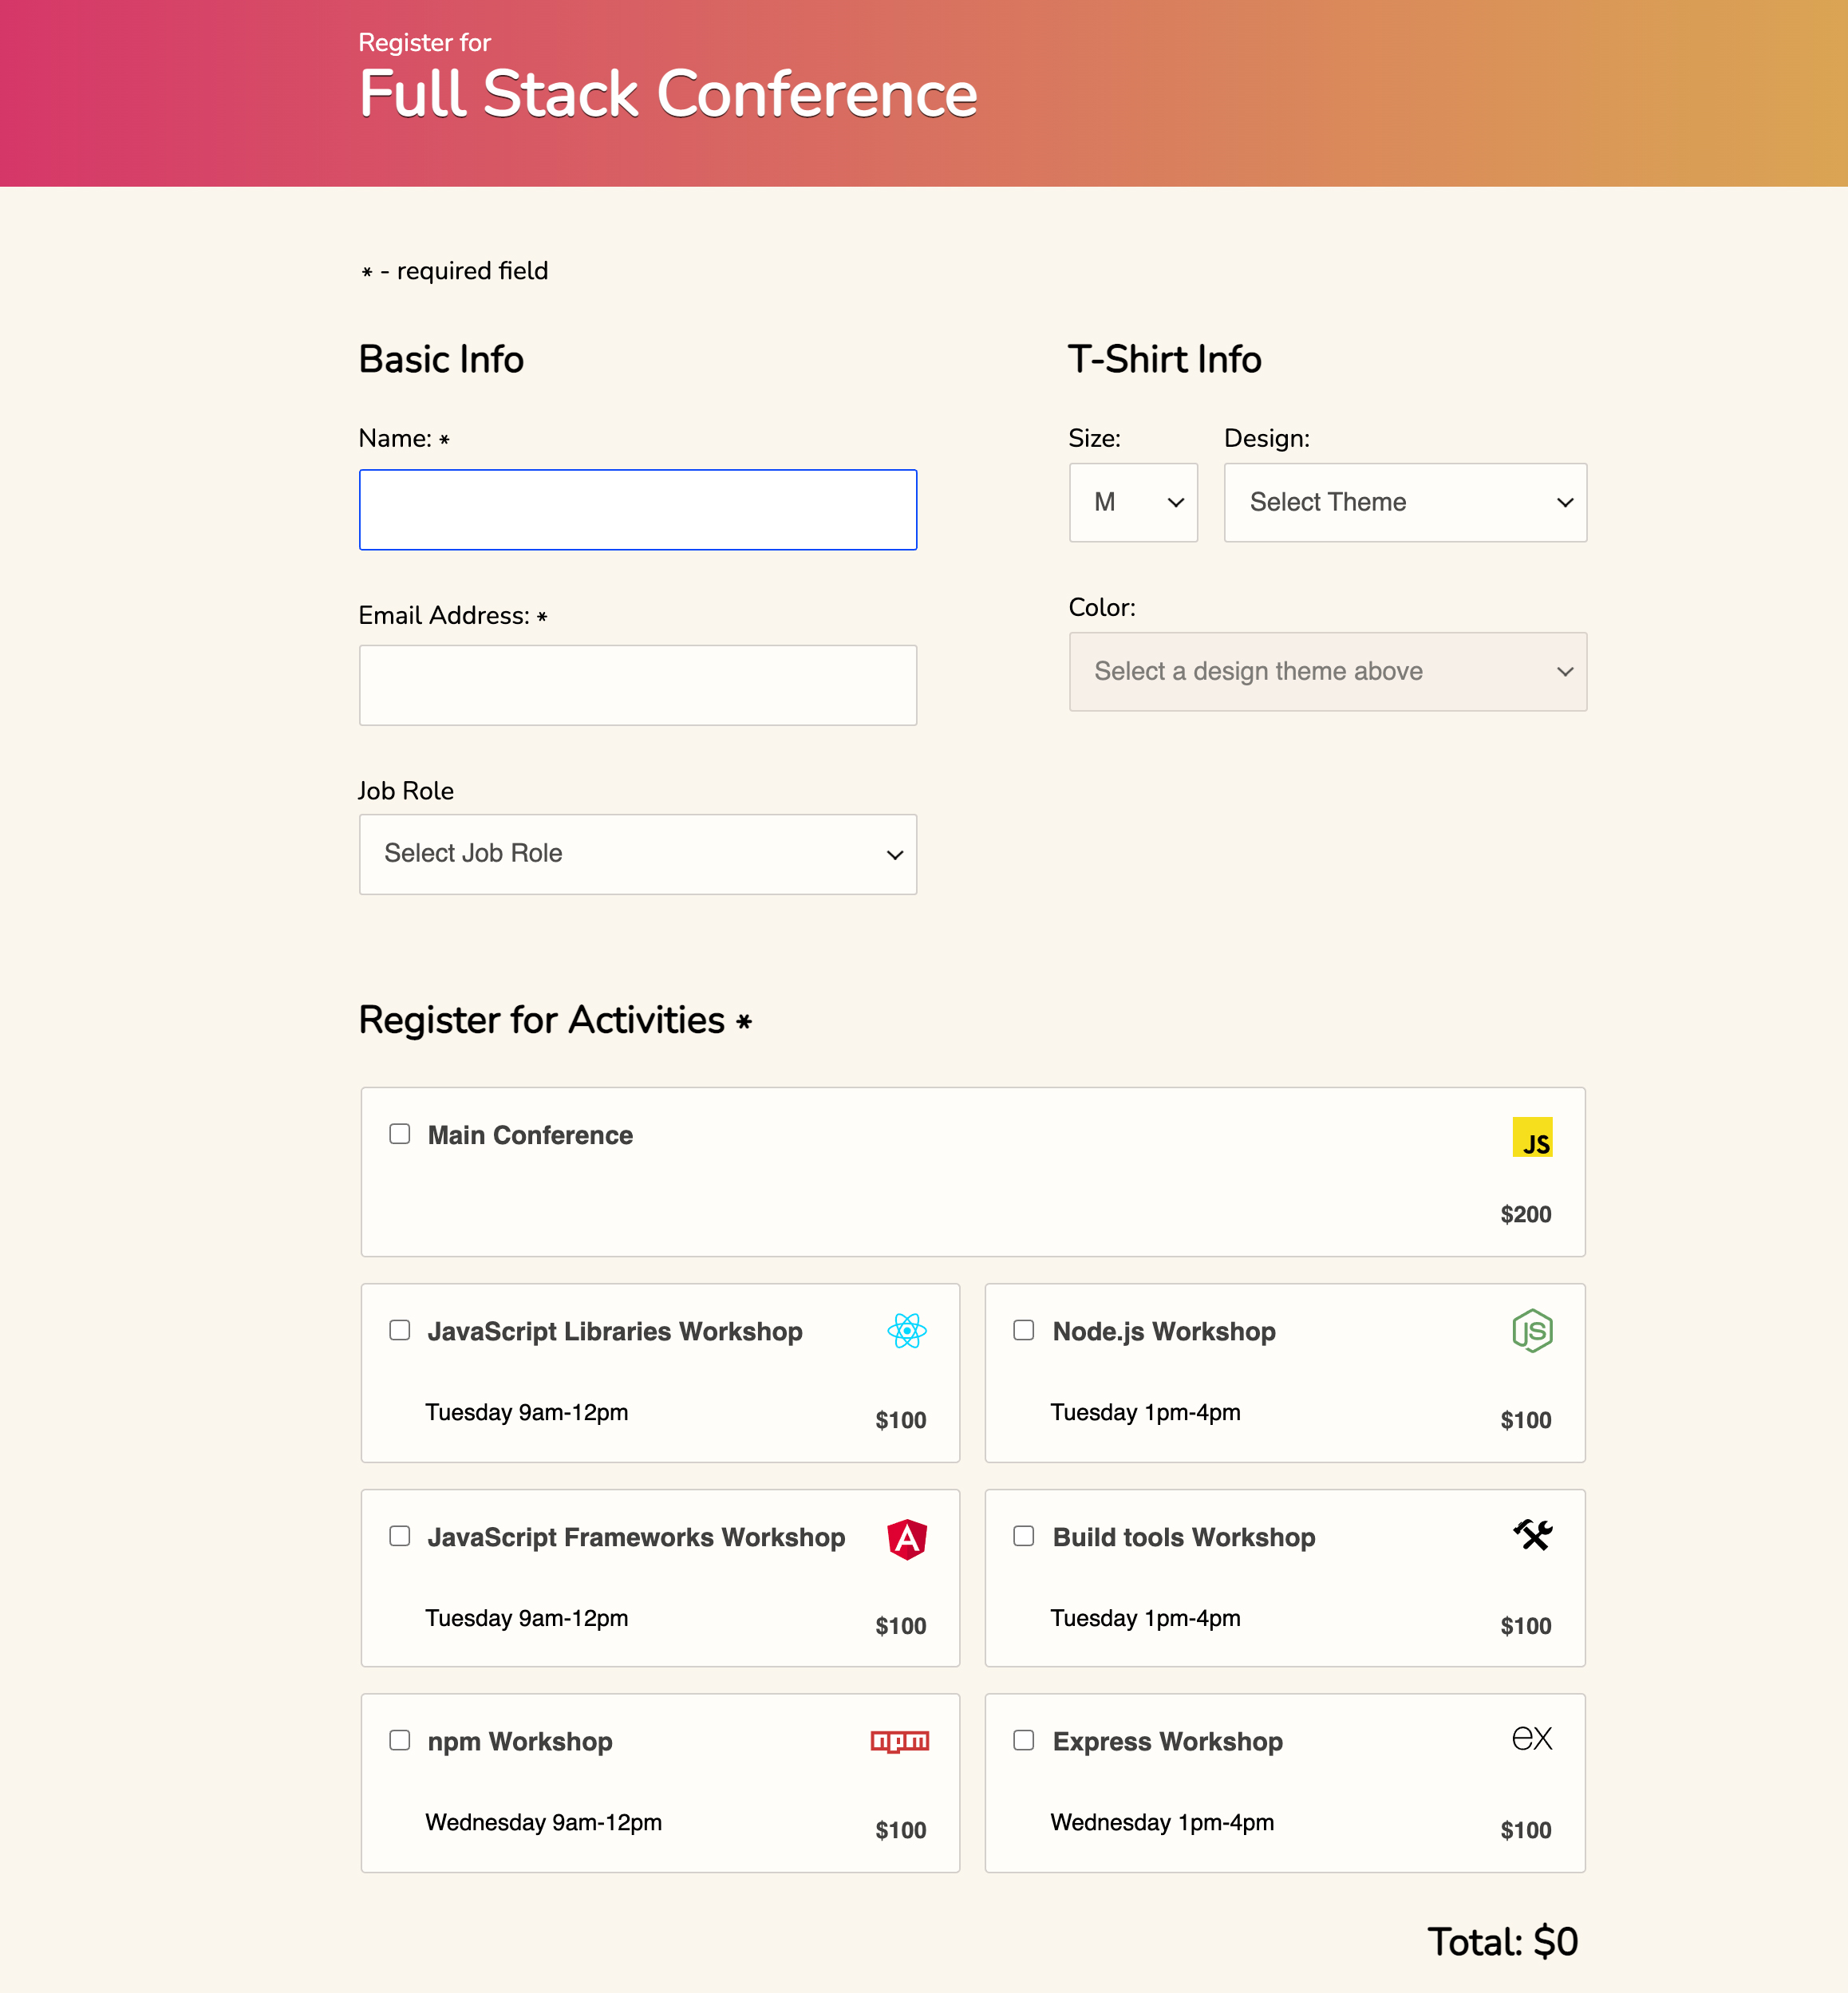 Register for
Full Stack Conference
* - required field
Basic Info
Name: *
Email Address: *
Job Role
Select Job Role
T-Shirt Info
Size:
M
Design:
Select Theme
Color:
Select a design theme above
Register for Activities *
Main Conference
JS
$200
JavaScript Libraries Workshop
Tuesday 9am-12pm
$100
Node.js Workshop
JS
Tuesday 1pm-4pm
$100
JavaScript Frameworks Workshop
A
Tuesday 9am-12pm
$100
Build tools Workshop
Tuesday 1pm-4pm
$100
npm Workshop
npm
Wednesday 9am-12pm
$100
Express Workshop
ex
Wednesday 1pm-4pm
$100
Total: $0